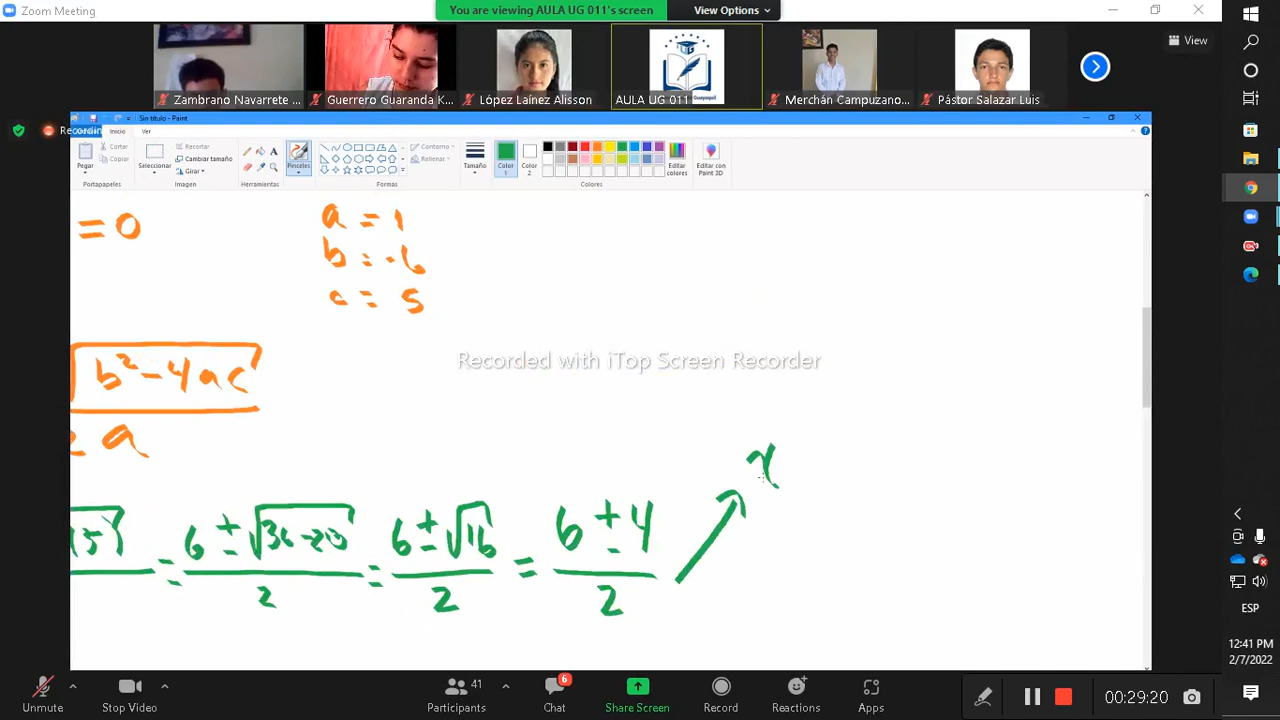 Zoom Meeting
You are viewing AULA UG 011's screen
View Options
View
Zambrano Navarrete ...
Guerrero Guaranda K...
López Laínez Alisson
AULA UG 011
Merchán Campuzano...
Pástor Salazar Luis
Sin título - Paint
Inicio
Ver
Pegar
Cortar
Copiar
Portapapeles
Seleccionar
Recortar
Cambiar tamaño
Girar
Imagen
Herramientas
Pinceles
Contorno
Rellenar
Formas
Tamaño
Color 1
Color 2
Editar colores
Colores
Editar con Paint 3D
= 0
a = 1
b = -6
c = 5
√b² - 4ac
a
Recorded with iTop Screen Recorder
x
6 ± √36-20 / 2 = 6 ± √16 / 2 = 6 ± 4 / 2
ESP
12:41 PM
2/7/2022
Unmute
Stop Video
41
Participants
6
Chat
Share Screen
Record
Reactions
Apps
00:29:20